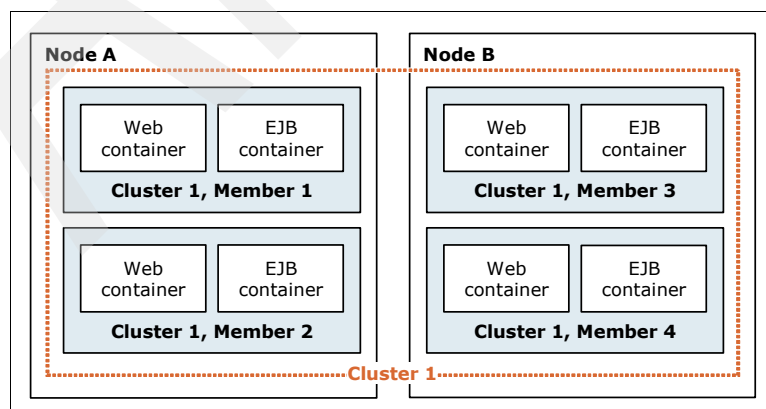 Node A
Node B
Web
container
EJB
container
Cluster 1, Member 1
Web
container
EJB
container
Cluster 1, Member 3
Web
container
EJB
container
Cluster 1, Member 2
Web
container
EJB
container
Cluster 1, Member 4
Cluster 1